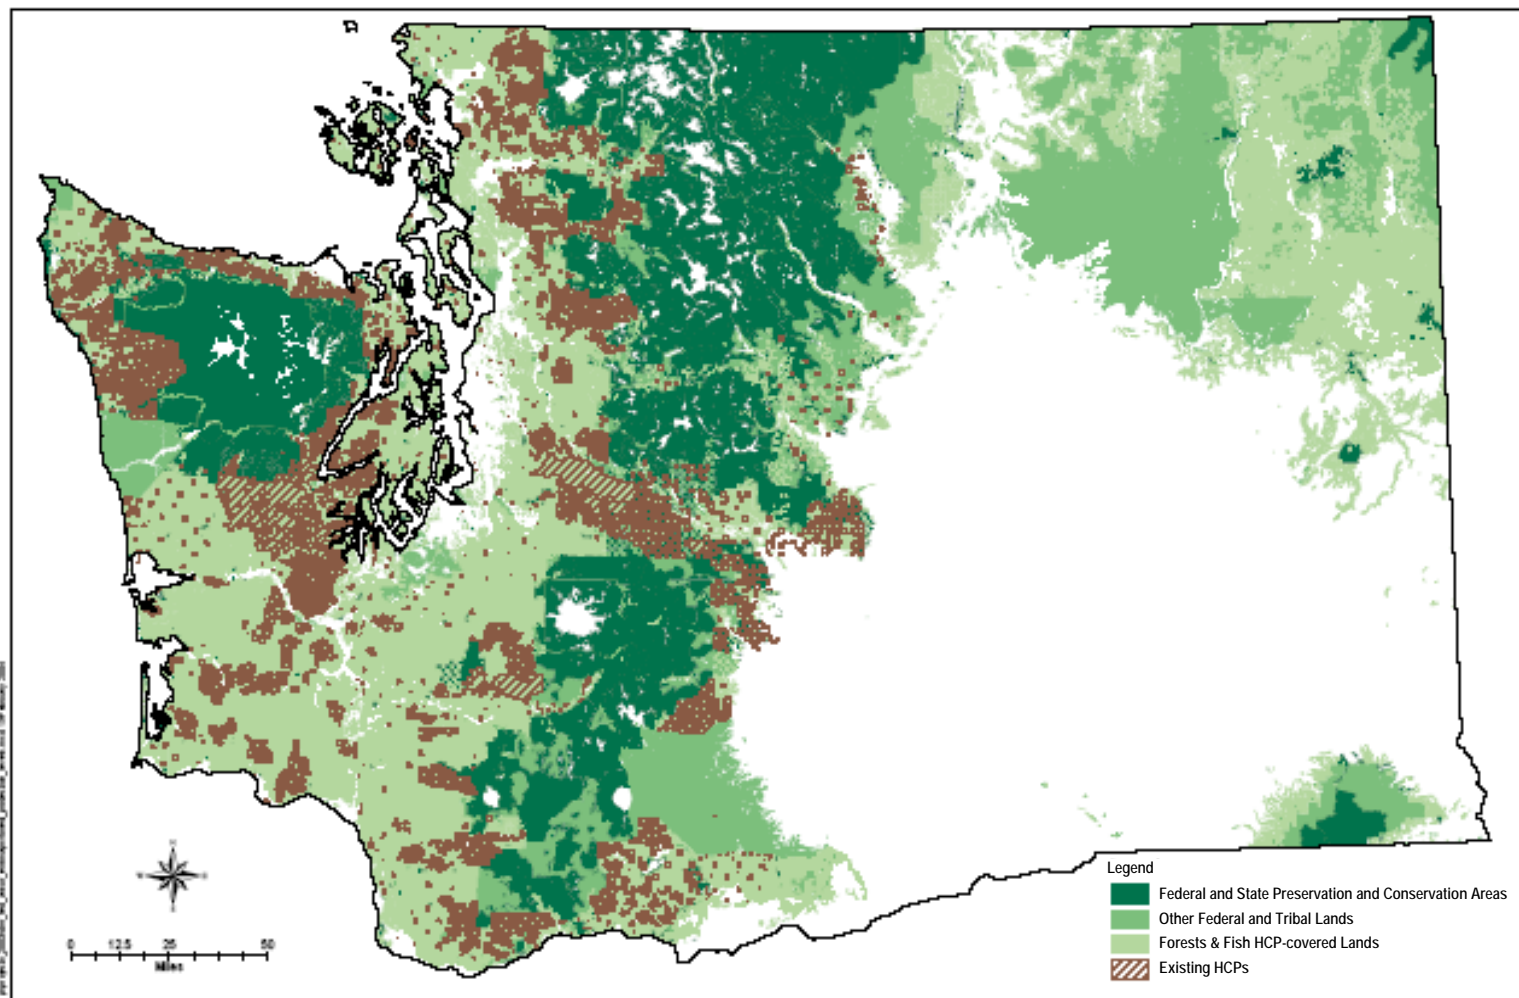 Legend
Federal and State Preservation and Conservation Areas
Other Federal and Tribal Lands
Forests & Fish HCP-covered Lands
Existing HCPs
0 12.5 25 50
Miles